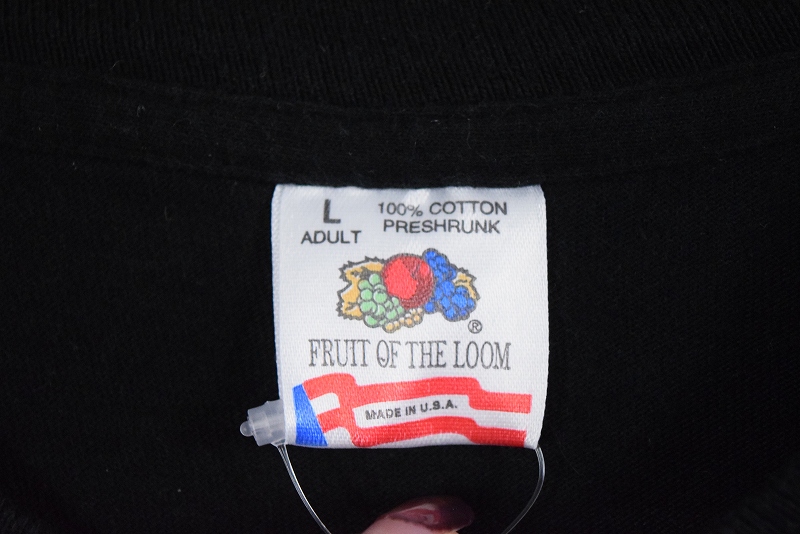 L
ADULT
100% COTTON
PRESHRUNK
®
FRUIT OF THE LOOM
MADE IN U.S.A.